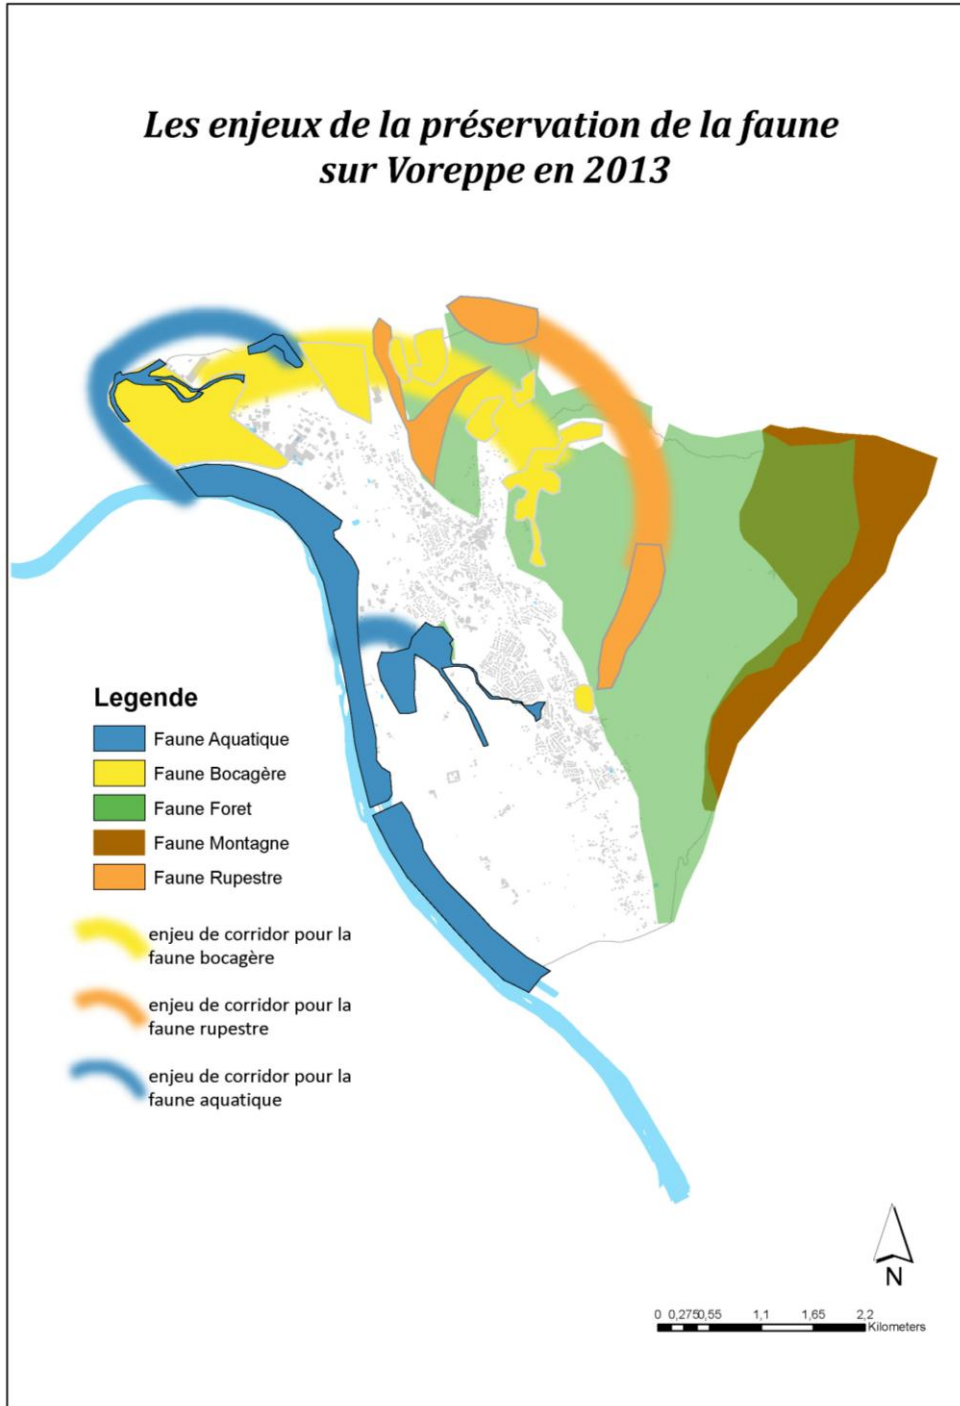 Les enjeux de la préservation de la faune
sur Voreppe en 2013
Legende
Faune Aquatique
Faune Bocagère
Faune Foret
Faune Montagne
Faune Rupestre
enjeu de corridor pour la
faune bocagère
enjeu de corridor pour la
faune rupestre
enjeu de corridor pour la
faune aquatique
N
0 0,2750,55 1,1 1,65 2,2
Kilometers